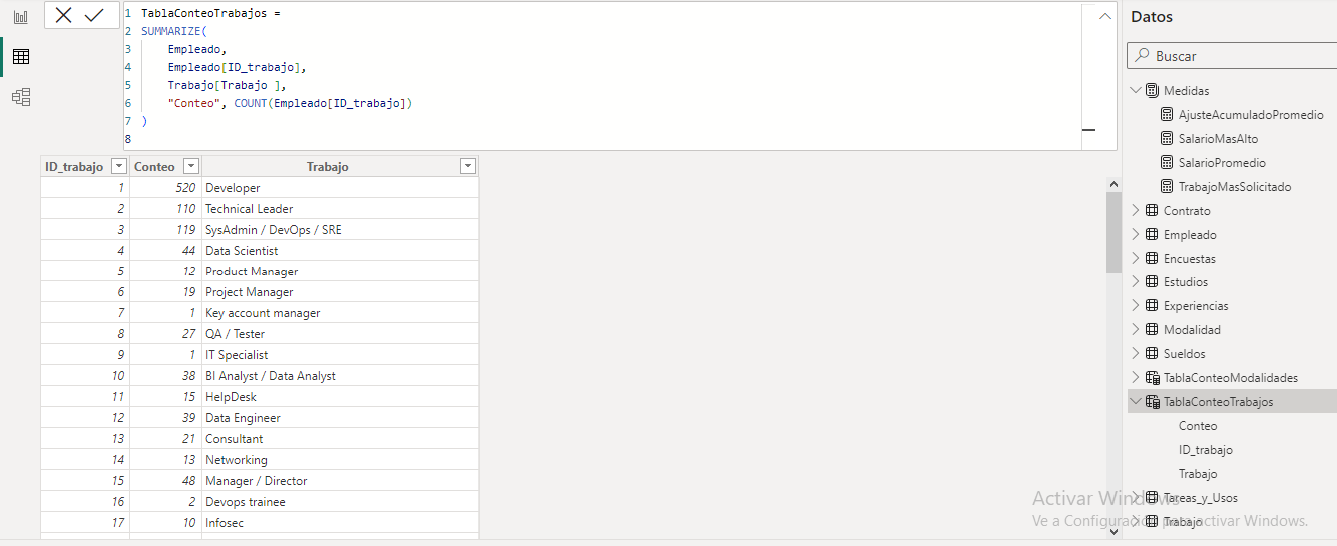 1 TablaConteoTrabajos =
2 SUMMARIZE(
3 Empleado,
4 Empleado[ID_trabajo],
5 Trabajo[Trabajo ],
6 "Conteo", COUNT(Empleado[ID_trabajo])
7 )
8
ID_trabajo Conteo Trabajo
1 520 Developer
2 110 Technical Leader
3 119 SysAdmin / DevOps / SRE
4 44 Data Scientist
5 12 Product Manager
6 19 Project Manager
7 1 Key account manager
8 27 QA / Tester
9 1 IT Specialist
10 38 BI Analyst / Data Analyst
11 15 HelpDesk
12 39 Data Engineer
13 21 Consultant
14 13 Networking
15 48 Manager / Director
16 2 Devops trainee
17 10 Infosec
Datos
Buscar
Medidas
AjusteAcumuladoPromedio
SalarioMasAlto
SalarioPromedio
TrabajoMasSolicitado
Contrato
Empleado
Encuestas
Estudios
Experiencias
Modalidad
Sueldos
TablaConteoModalidades
TablaConteoTrabajos
Conteo
ID_trabajo
Trabajo
Tareas_y_Usos
Trabajo
Activar Windows
Ve a Configuración para activar Windows.